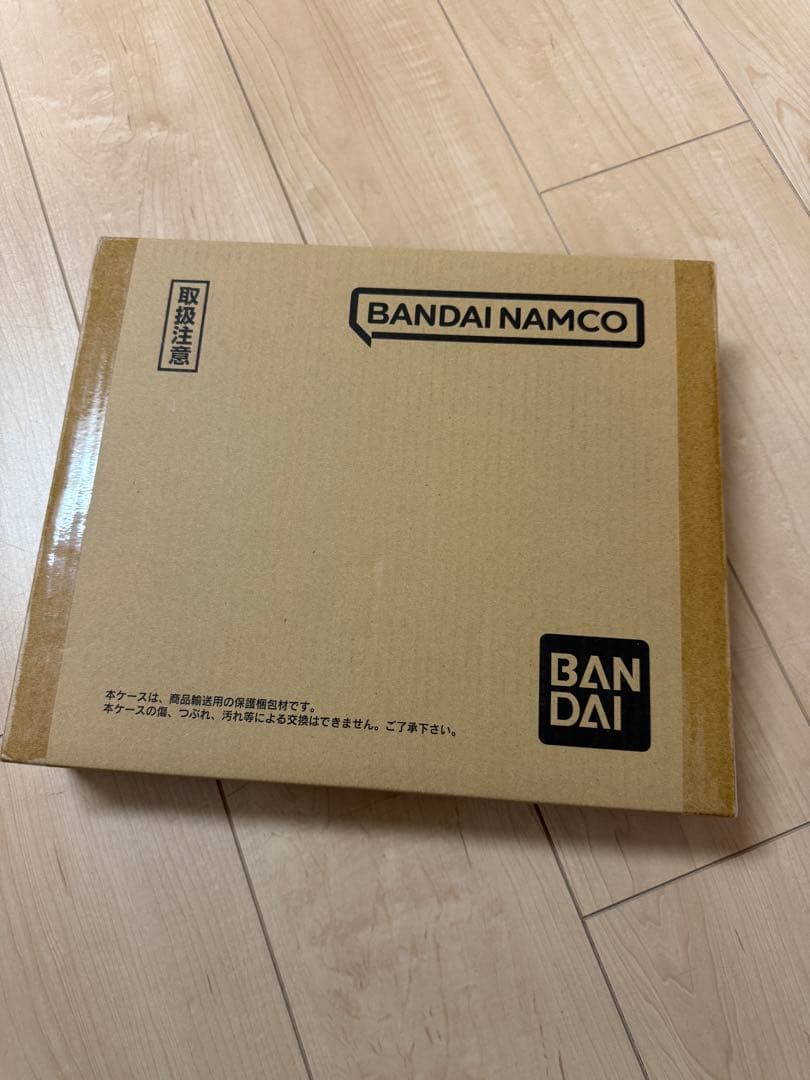 取扱注意
BANDAI NAMCO
本ケースは、商品輸送用の保護梱包材です。
本ケースの傷、つぶれ、汚れ等による交換はできません。ご了承下さい。
BAN
DAI